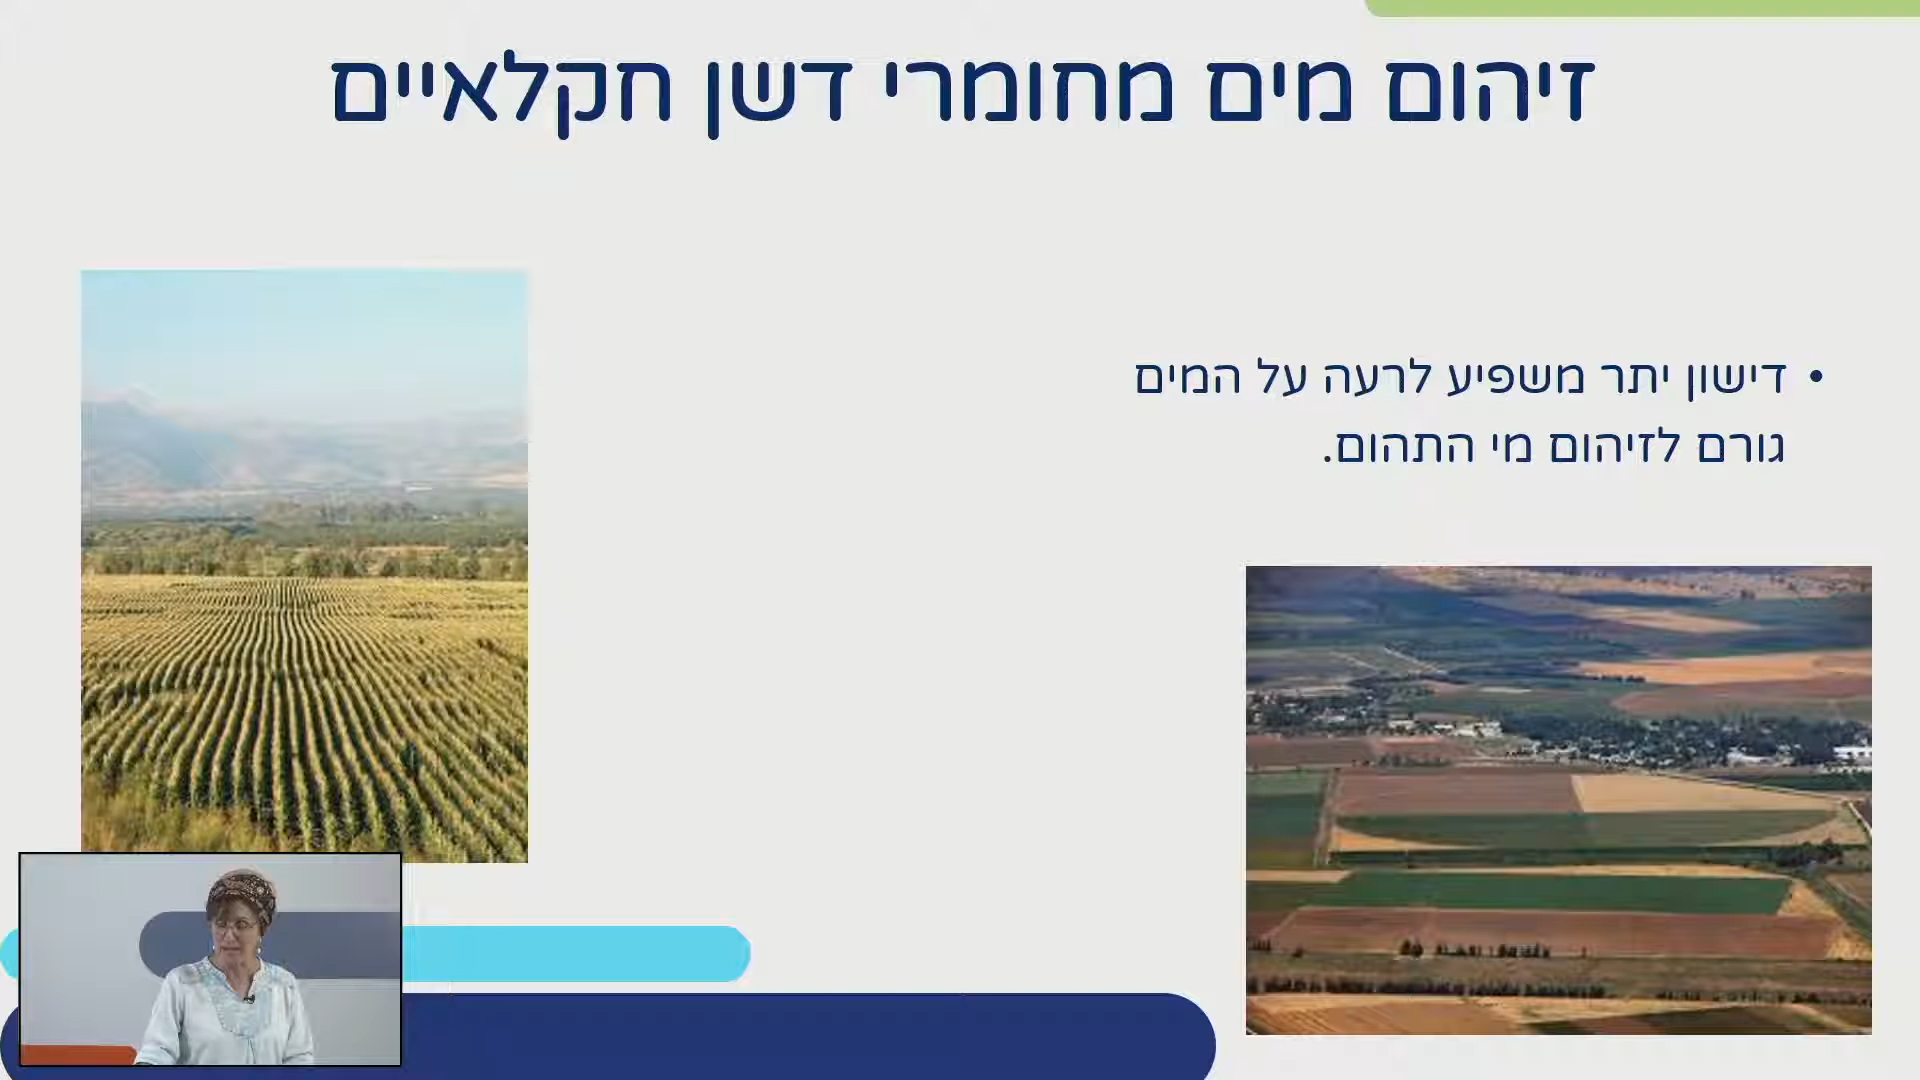 זיהום מים מחומרי דשן חקלאיים
• דישון יתר משפיע לרעה על המים
גורם לזיהום מי התהום.